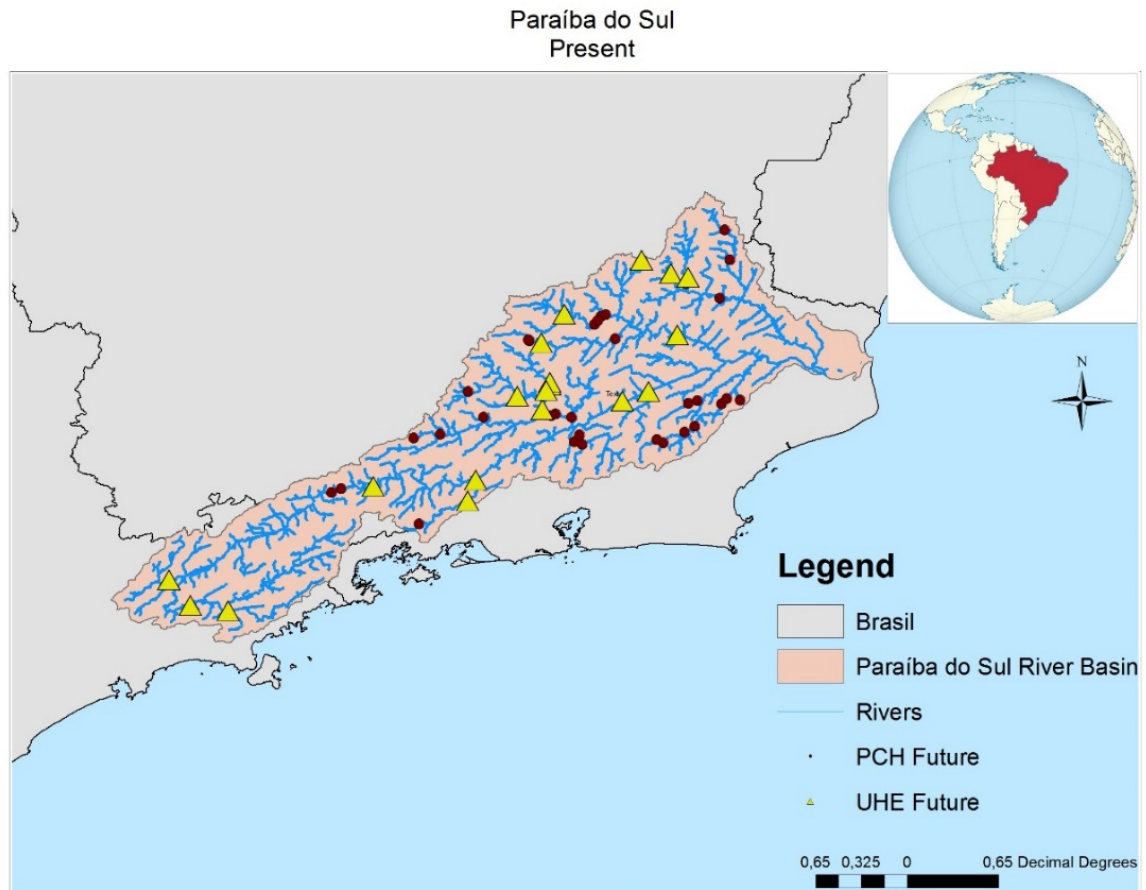 Paraíba do Sul
Present
N
Legend
Brasil
Paraíba do Sul River Basin
Rivers
PCH Future
UHE Future
0,65 0,325 0 0,65 Decimal Degrees